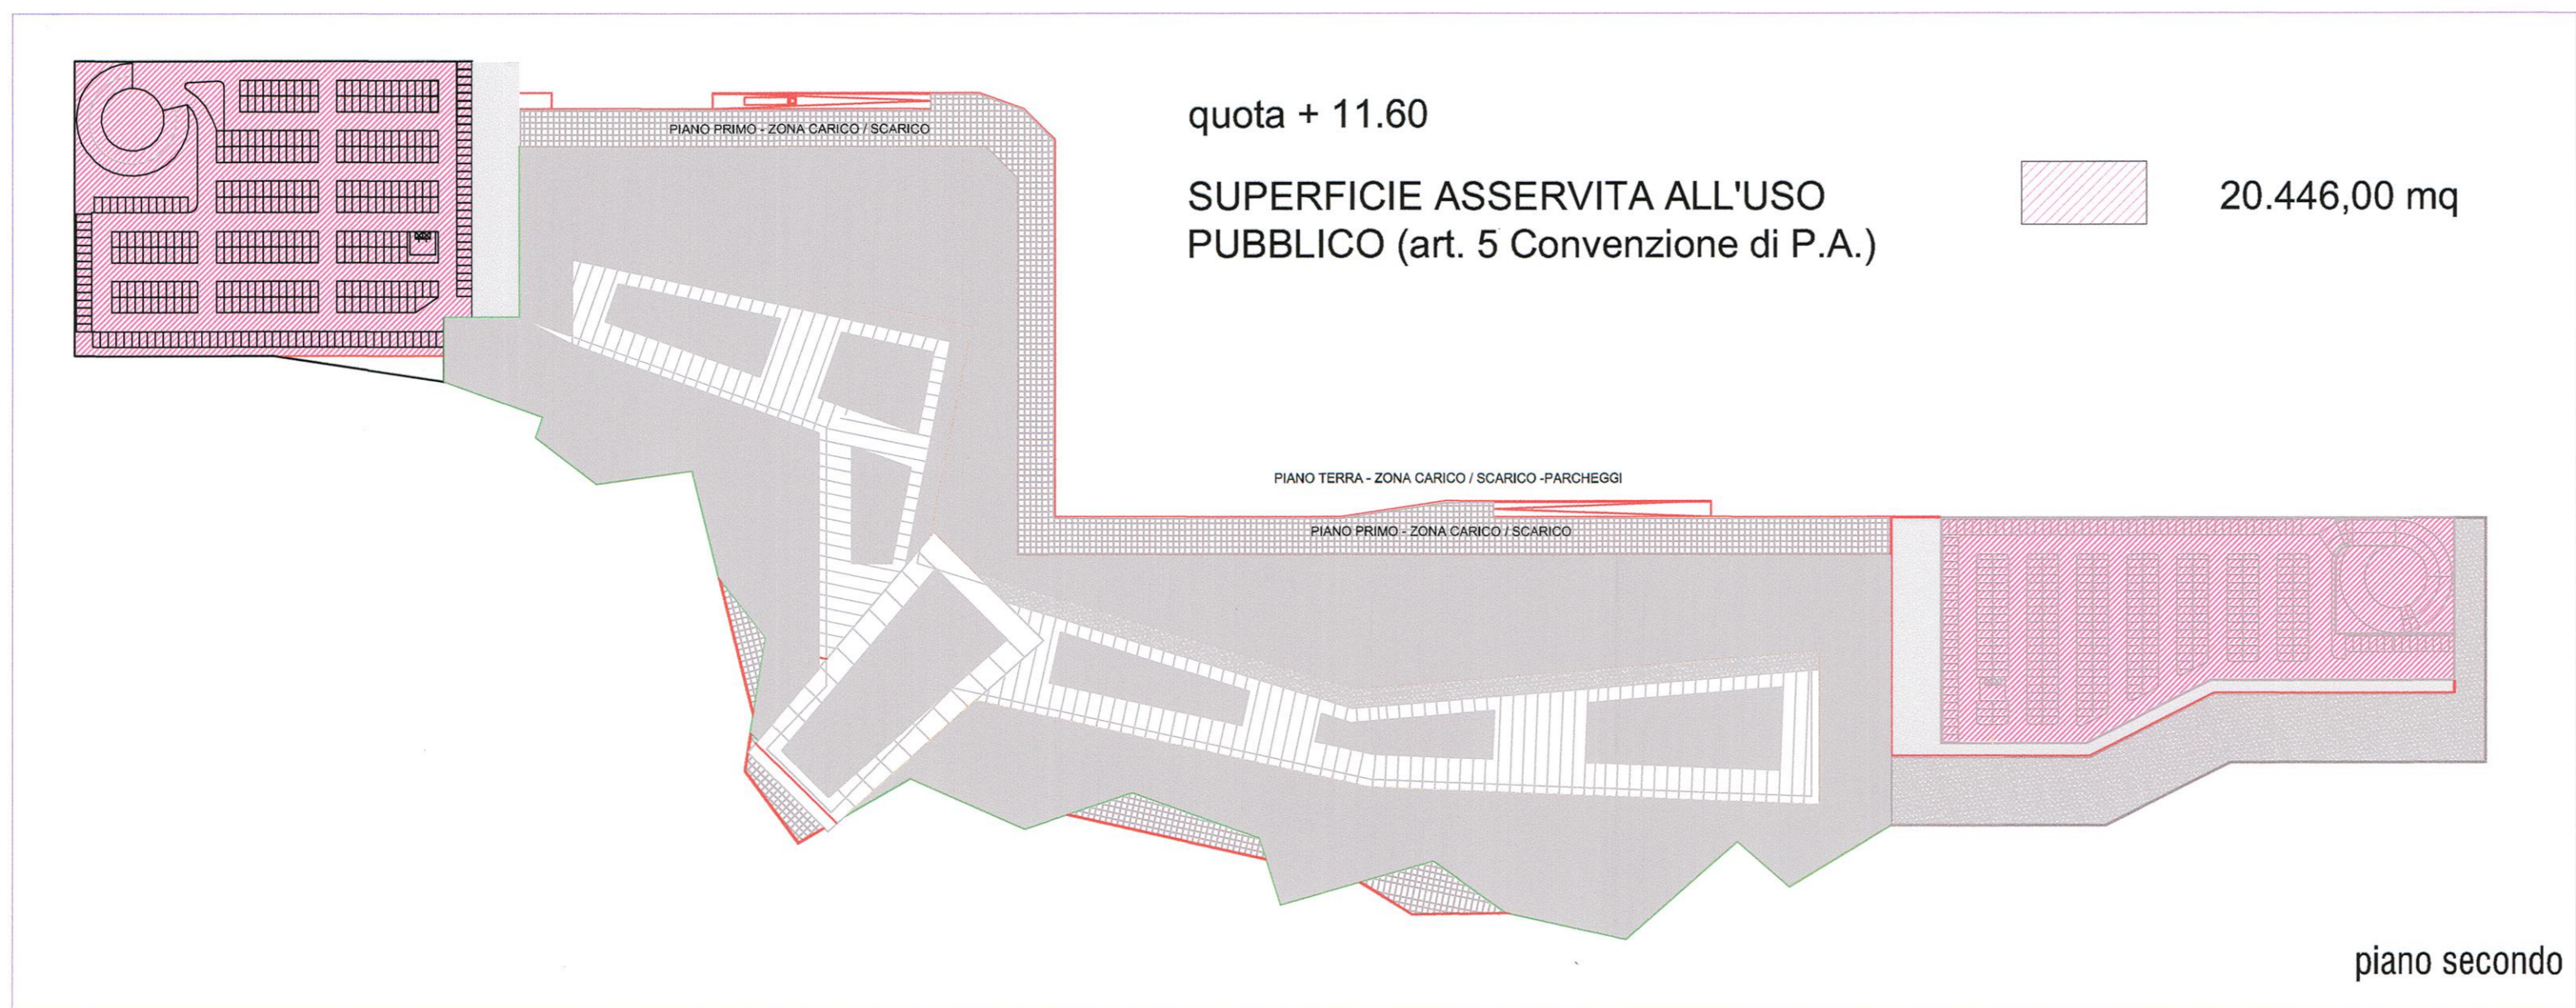 PIANO PRIMO - ZONA CARICO / SCARICO
quota + 11.60
SUPERFICIE ASSERVITA ALL'USO
PUBBLICO (art. 5 Convenzione di P.A.)
20.446,00 mq
PIANO TERRA - ZONA CARICO / SCARICO -PARCHEGGI
PIANO PRIMO - ZONA CARICO / SCARICO
piano secondo